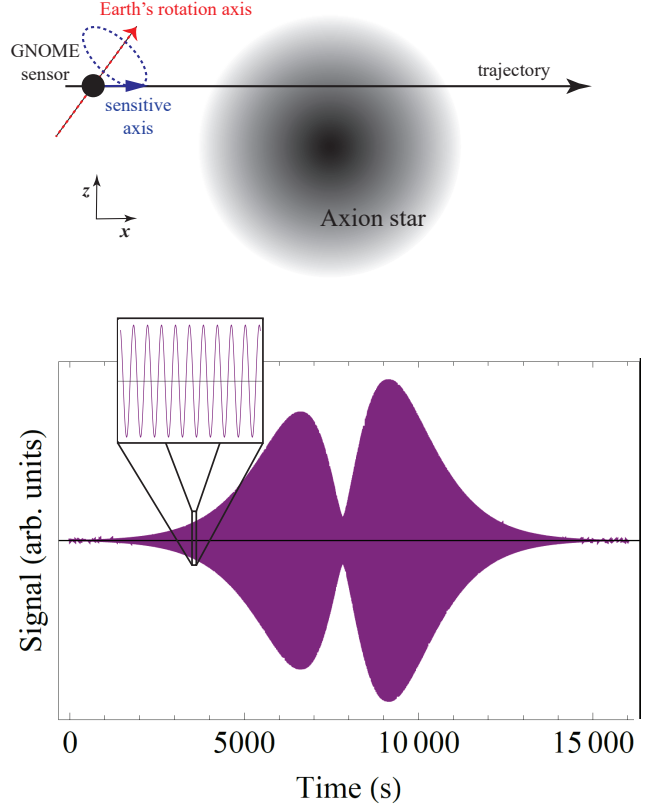 Earth's rotation axis
GNOME
sensor
trajectory
sensitive
axis
z
x
Axion star
Signal (arb. units)
0
5000
10 000
15 000
Time (s)